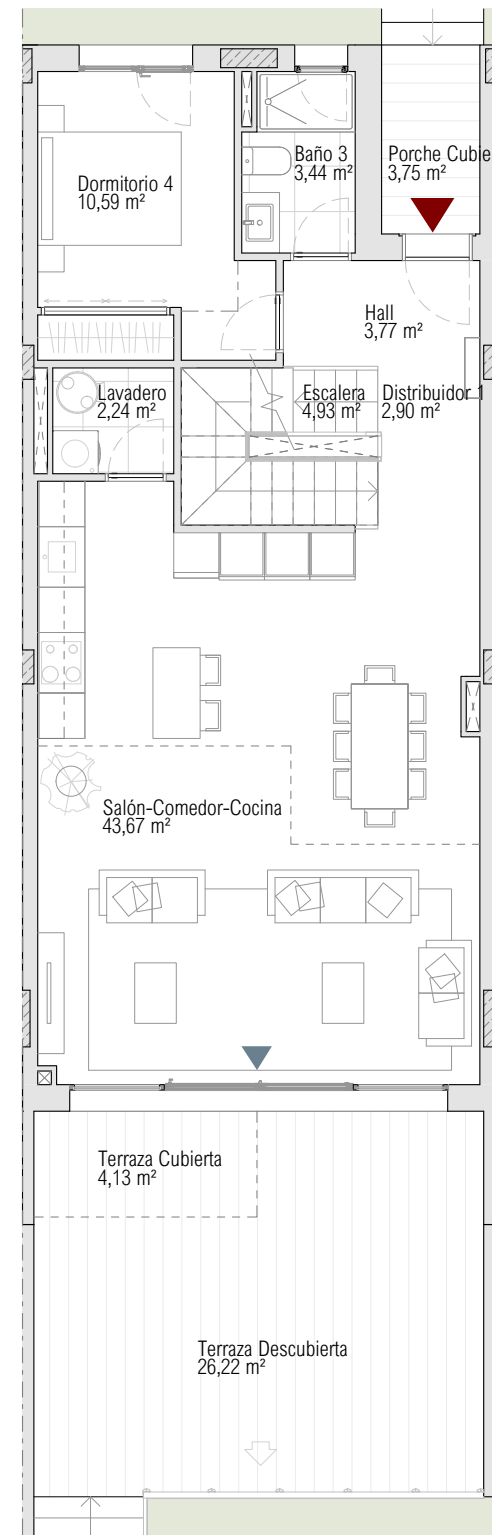 Dormitorio 4
10,59 m²
Baño 3
3,44 m²
Porche Cubie
3,75 m²
Hall
3,77 m²
Lavadero
2,24 m²
Escalera
4,93 m²
Distribuidor 1
2,90 m²
Salón-Comedor-Cocina
43,67 m²
Terraza Cubierta
4,13 m²
Terraza Descubierta
26,22 m²